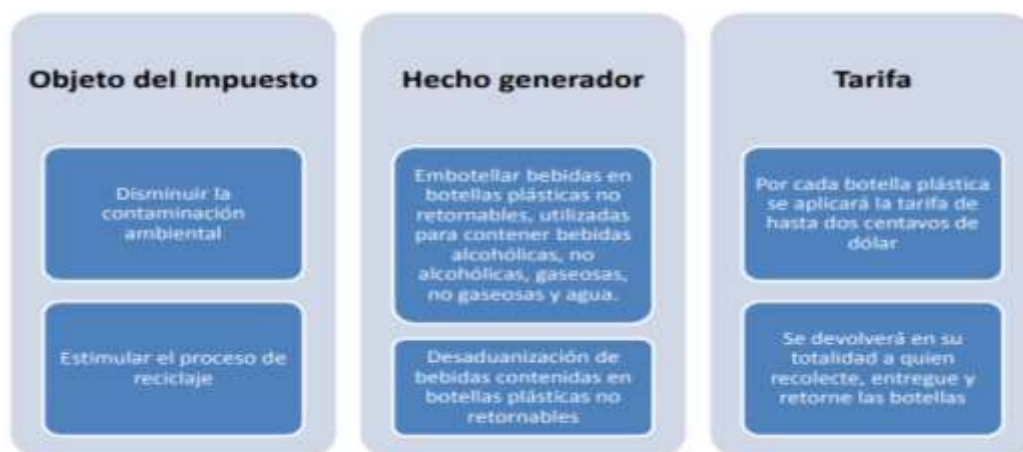 Objeto del Impuesto
Disminuir la
contaminación
ambiental
Estimular el proceso de
reciclaje
Hecho generador
Embotellar bebidas en
botellas plásticas no
retornables, utilizadas
para contener bebidas
alcohólicas, no
alcohólicas, gaseosas,
no gaseosas y agua.
Desaduanización de
bebidas contenidas en
botellas plásticas no
retornables
Tarifa
Por cada botella plástica
se aplicará la tarifa de
hasta dos centavos de
dólar
Se devolverá en su
totalidad a quien
recolecte, entregue y
retorne las botellas